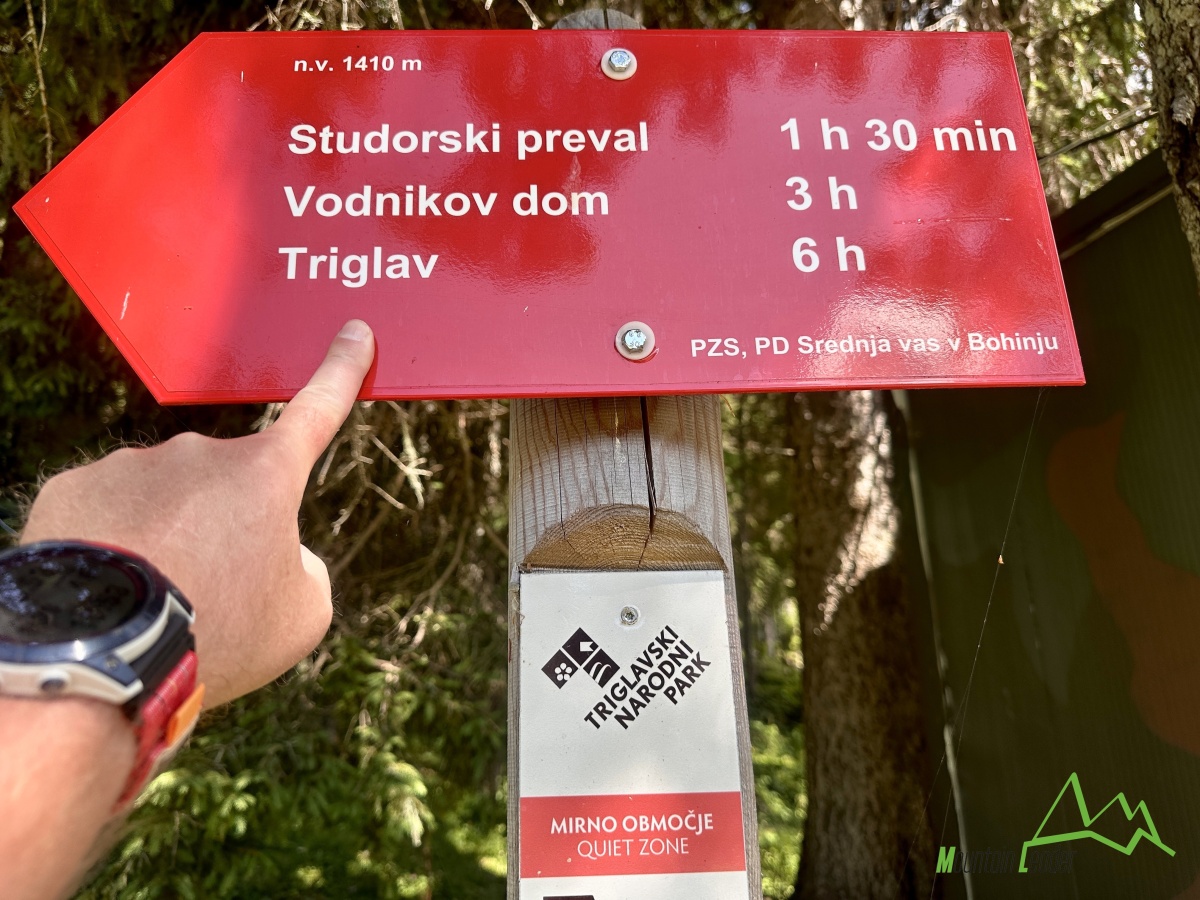 n.v. 1410 m
Studorski preval 1 h 30 min
Vodnikov dom 3 h
Triglav 6 h
PZS, PD Srednja vas v Bohinju
TRIGLAVSKI
NARODNI
PARK
MIRNO OBMOČJE
QUIET ZONE